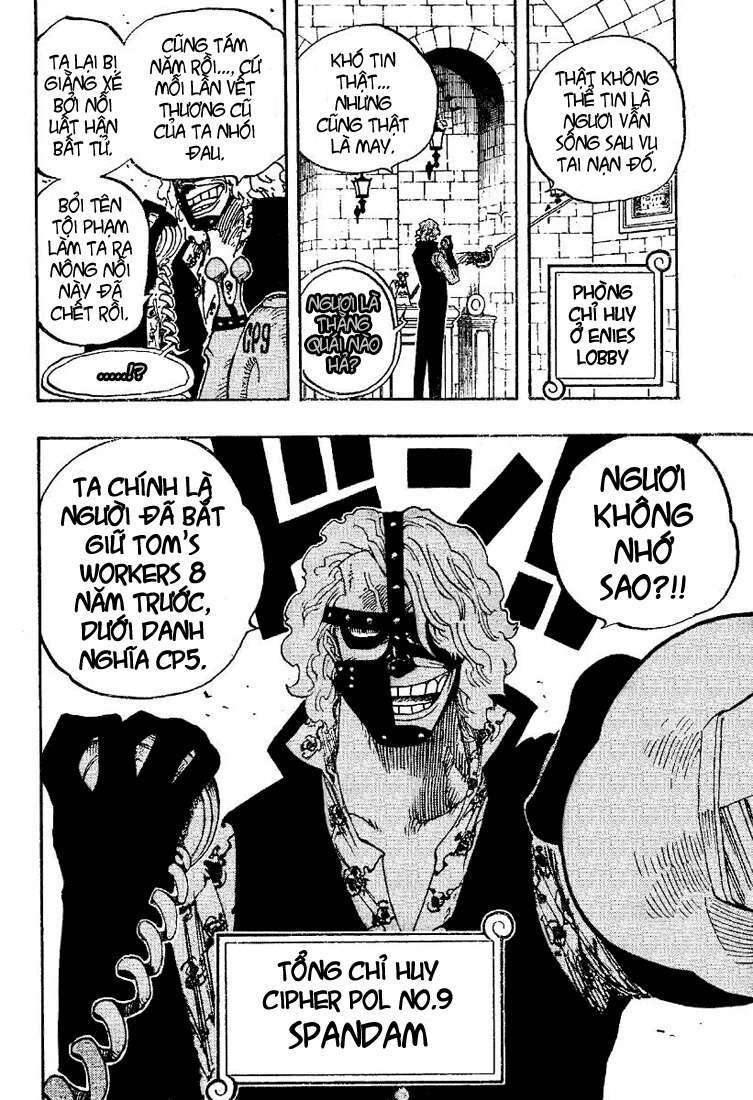 THẬT KHÔNG
THỂ TIN LÀ
NGƯƠI VẪN
SỐNG SAU VỤ
TAI NẠN ĐÓ.
PHÒNG
CHỈ HUY
Ở ENIES
LOBBY
KHÓ TIN
THẬT...
NHƯNG
CŨNG THẬT
LÀ MAY.
NGƯƠI LÀ
THẰNG
QUÁI NÀO
HẢ?
CŨNG TÁM
NĂM RỒI..., CỨ
MỖI LẦN VẾT
THƯƠNG CŨ
CỦA TA NHÓI
ĐAU,
TA LẠI BỊ
GIẰNG XÉ
BỞI NỖI
UẤT HẬN
BẤT TỬ.
BỞI TÊN
TỘI PHẠM
LÀM TA RA
NÔNG NỖI
NÀY ĐÃ
CHẾT RỒI.
......!?
CP9
NGƯƠI
KHÔNG
NHỚ
SAO?!!
TA CHÍNH LÀ
NGƯỜI ĐÃ BẮT
GIỮ TOM'S
WORKERS 8
NĂM TRƯỚC,
DƯỚI DANH
NGHĨA CP5.
TỔNG CHỈ HUY
CIPHER POL NO.9
SPANDAM